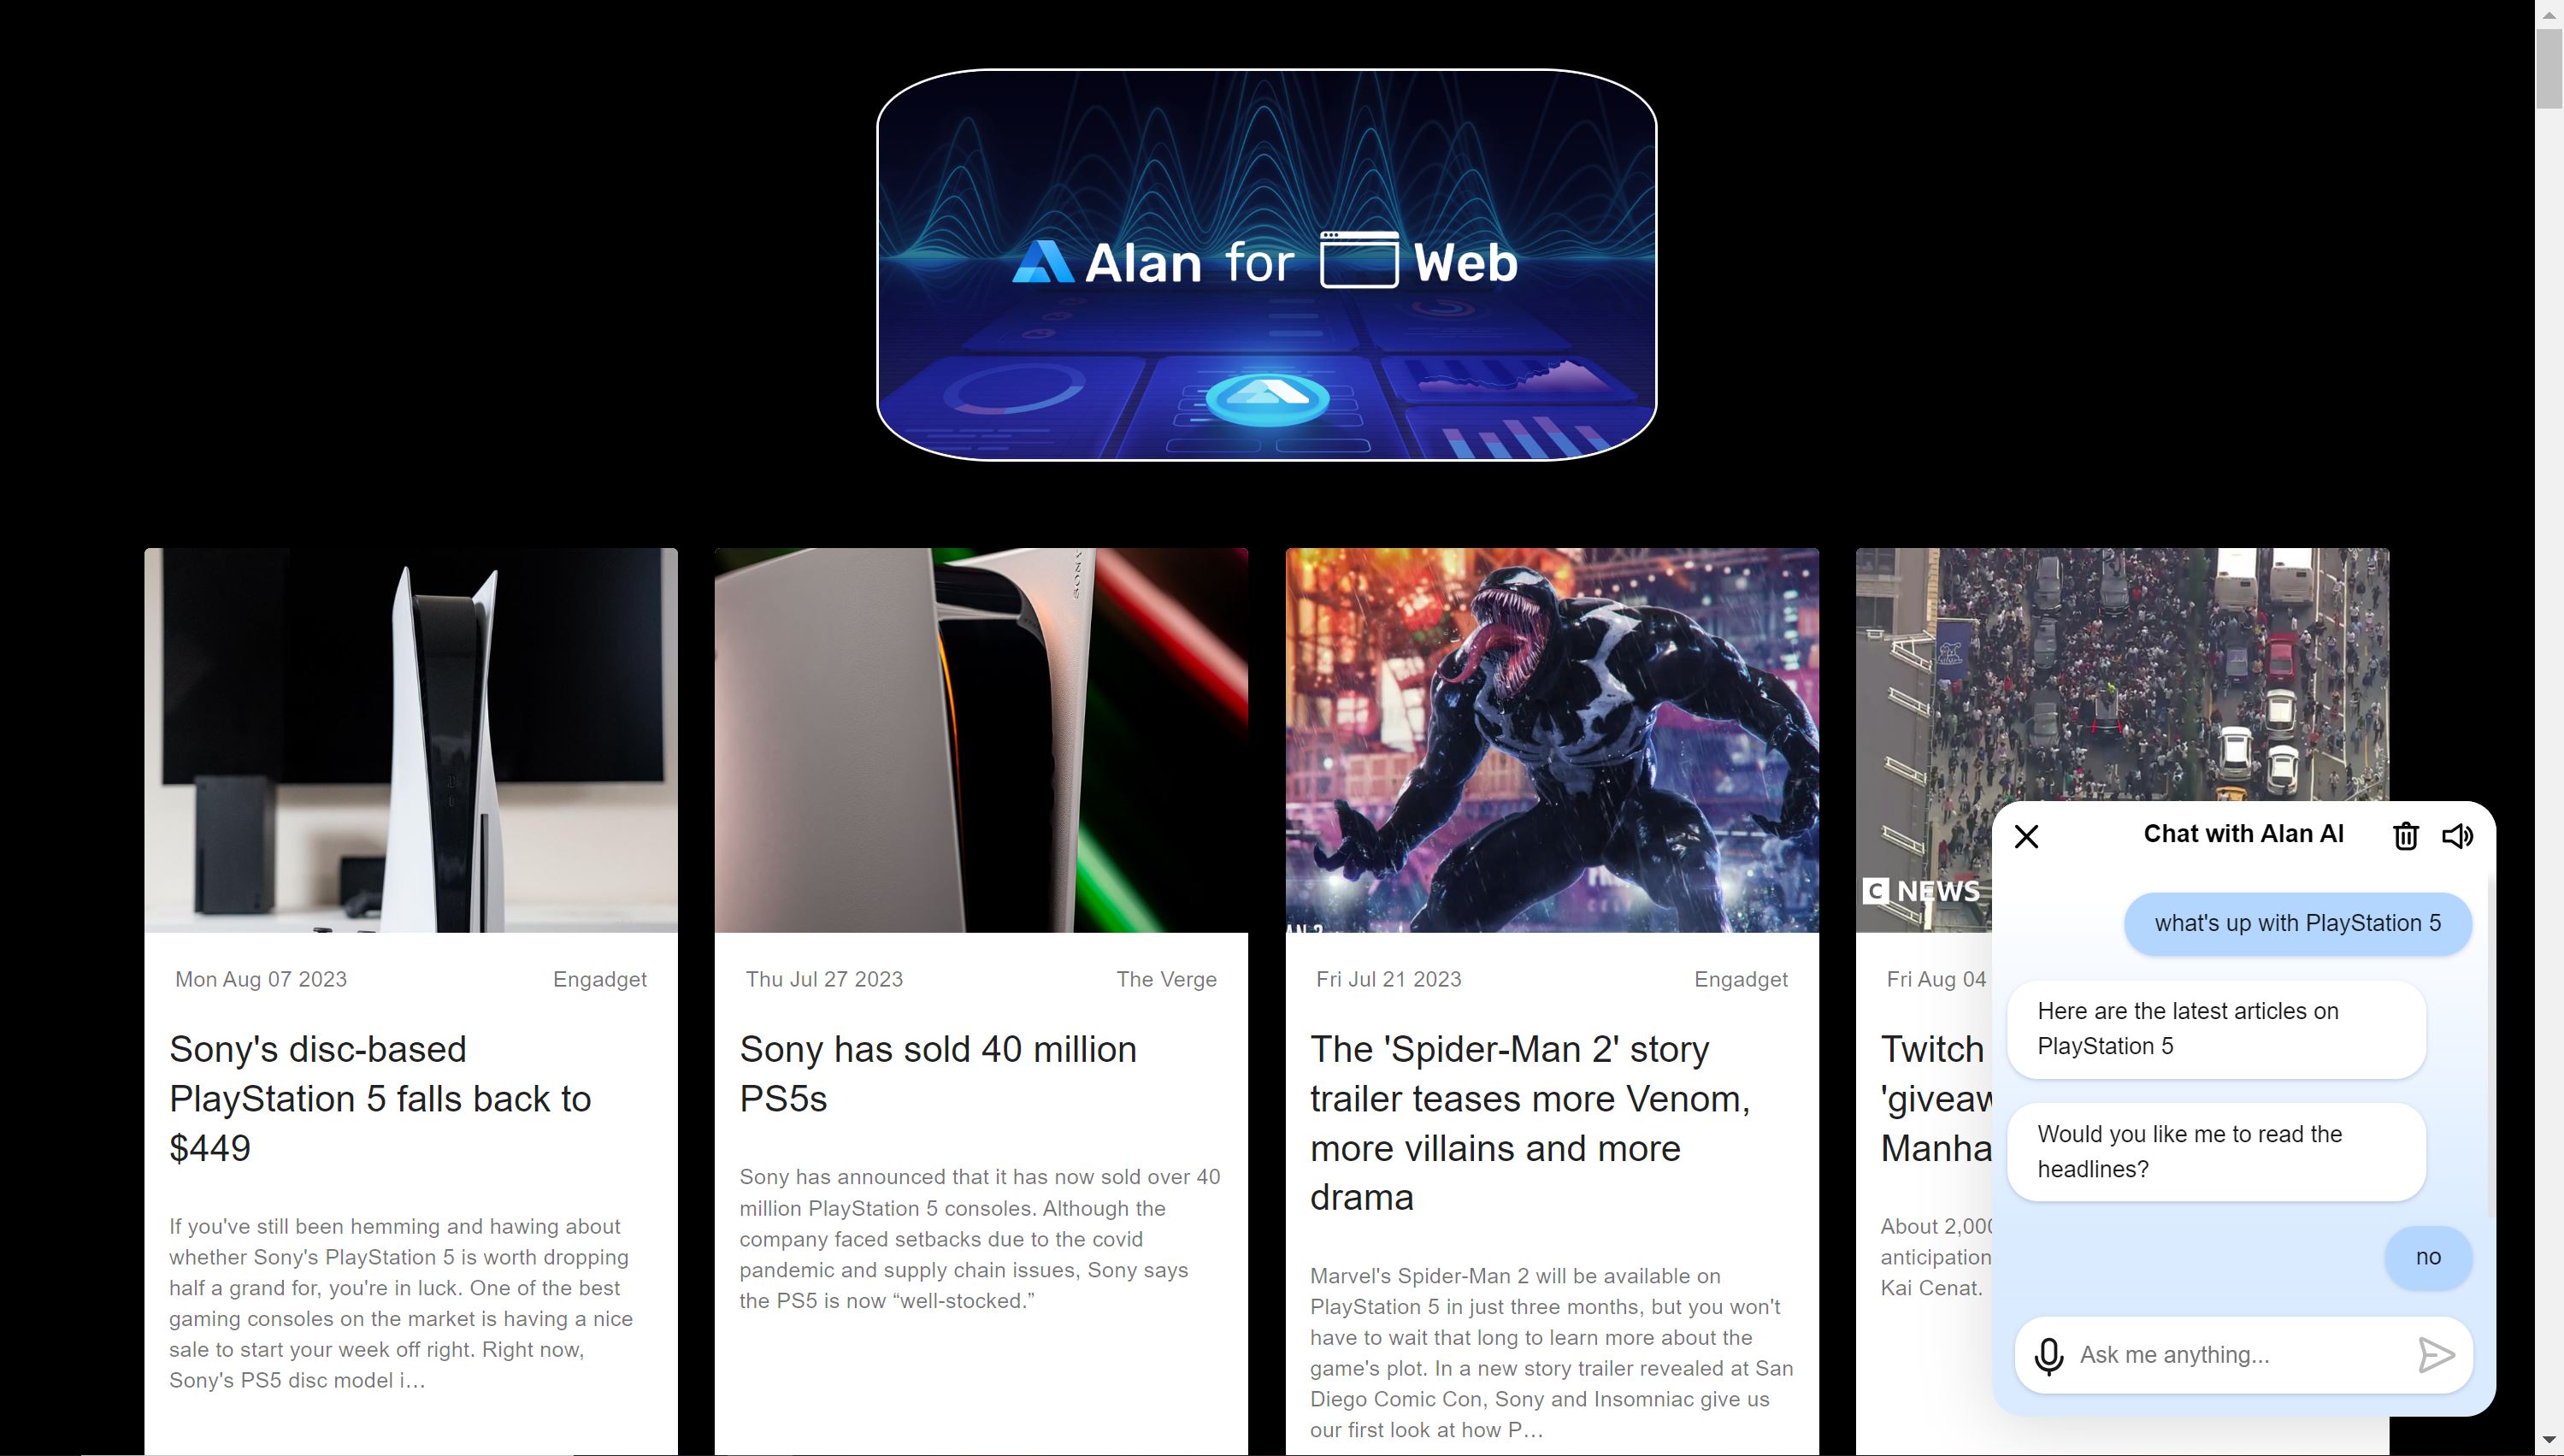 Alan for Web
SONY
AN 2
C NEWS
Mon Aug 07 2023 Engadget
Sony's disc-based
PlayStation 5 falls back to
$449
If you've still been hemming and hawing about
whether Sony's PlayStation 5 is worth dropping
half a grand for, you're in luck. One of the best
gaming consoles on the market is having a nice
sale to start your week off right. Right now,
Sony's PS5 disc model i…
Thu Jul 27 2023 The Verge
Sony has sold 40 million
PS5s
Sony has announced that it has now sold over 40
million PlayStation 5 consoles. Although the
company faced setbacks due to the covid
pandemic and supply chain issues, Sony says
the PS5 is now “well-stocked.”
Fri Jul 21 2023 Engadget
The 'Spider-Man 2' story
trailer teases more Venom,
more villains and more
drama
Marvel's Spider-Man 2 will be available on
PlayStation 5 in just three months, but you won't
have to wait that long to learn more about the
game's plot. In a new story trailer revealed at San
Diego Comic Con, Sony and Insomniac give us
our first look at how P…
Fri Aug 04
Twitch
'giveaw
Manha
About 2,000
anticipation
Kai Cenat.
Chat with Alan AI
what's up with PlayStation 5
Here are the latest articles on
PlayStation 5
Would you like me to read the
headlines?
no
Ask me anything...